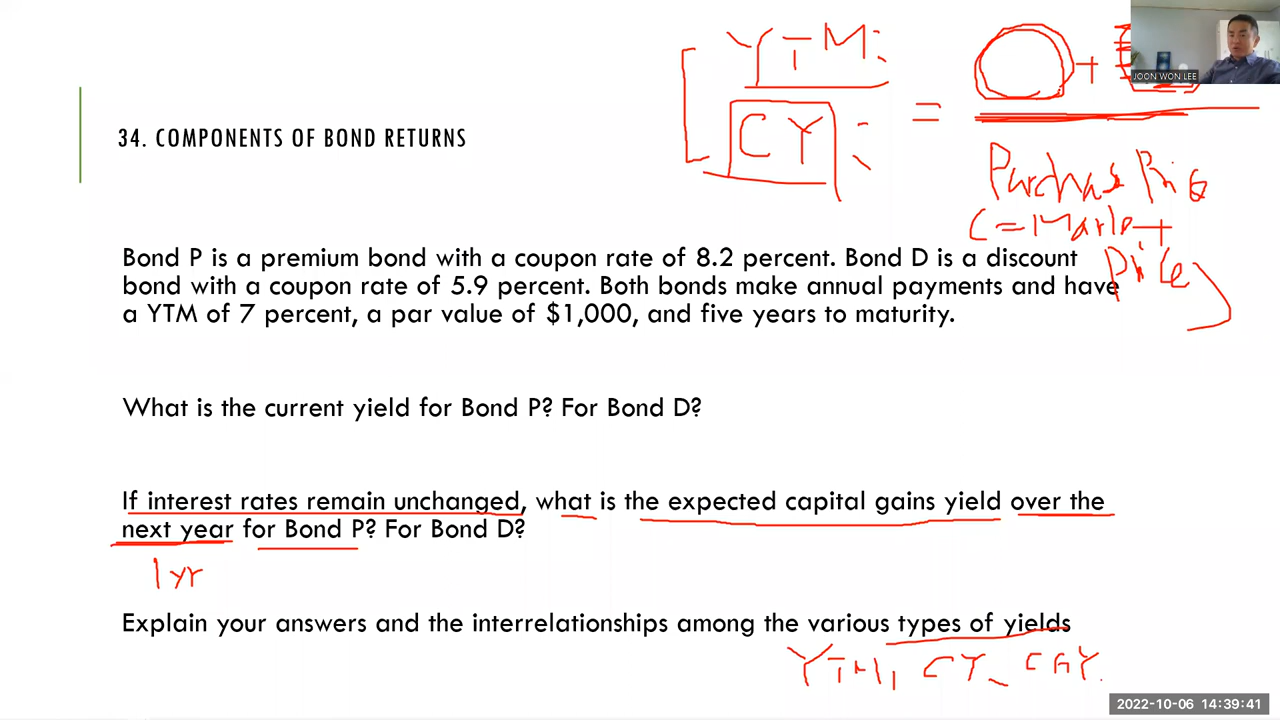 YTM:
CY :
= +
JOON WON LEE
34. COMPONENTS OF BOND RETURNS
Purchas Price
(= Market
Price)
Bond P is a premium bond with a coupon rate of 8.2 percent. Bond D is a discount
bond with a coupon rate of 5.9 percent. Both bonds make annual payments and have
a YTM of 7 percent, a par value of $1,000, and five years to maturity.
What is the current yield for Bond P? For Bond D?
If interest rates remain unchanged, what is the expected capital gains yield over the
next year for Bond P? For Bond D?
1 yr
Explain your answers and the interrelationships among the various types of yields
YTM, CY, CGY.
2022-10-06 14:39:41